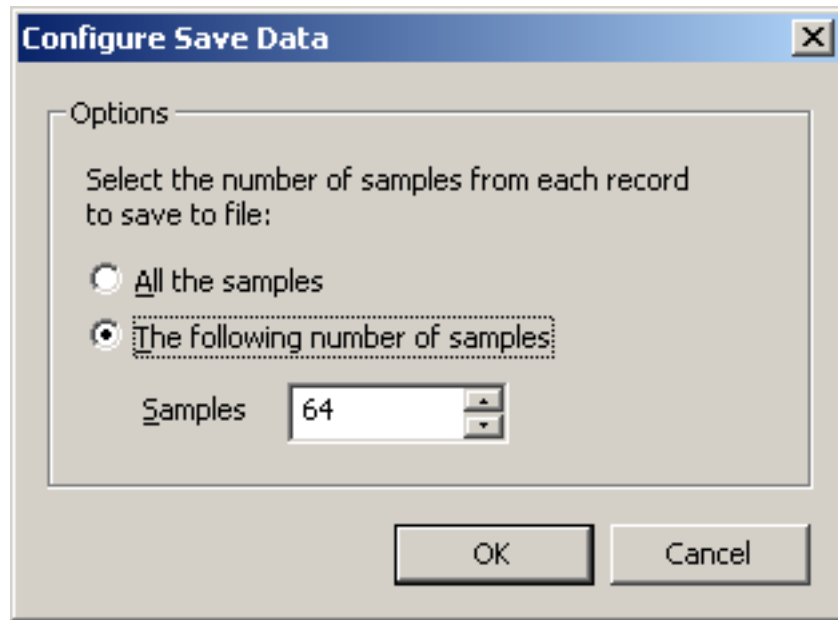 Configure Save Data
Options
Select the number of samples from each record
to save to file:
All the samples
The following number of samples
Samples 64
OK Cancel